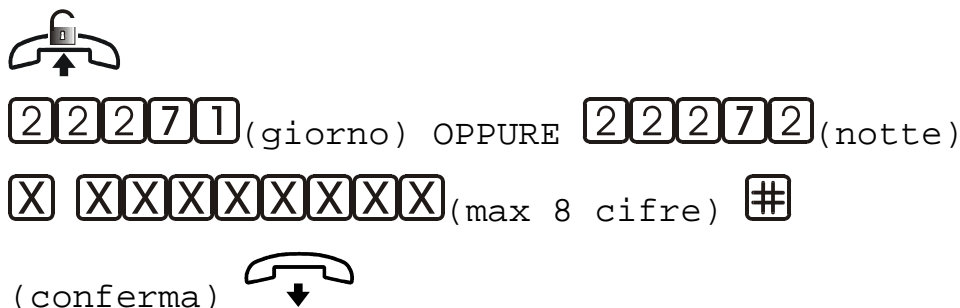 22271(giorno) OPPURE 22272(notte)
X XXXXXXXX(max 8 cifre) #
(conferma)